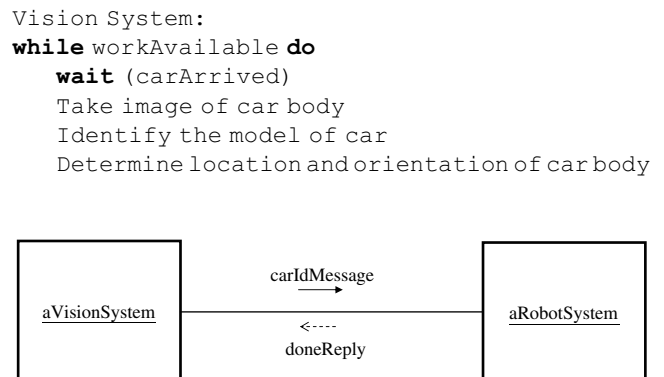 Vision System:
while workAvailable do
wait (carArrived)
Take image of car body
Identify the model of car
Determine location and orientation of car body
carIdMessage
aVisionSystem
aRobotSystem
doneReply